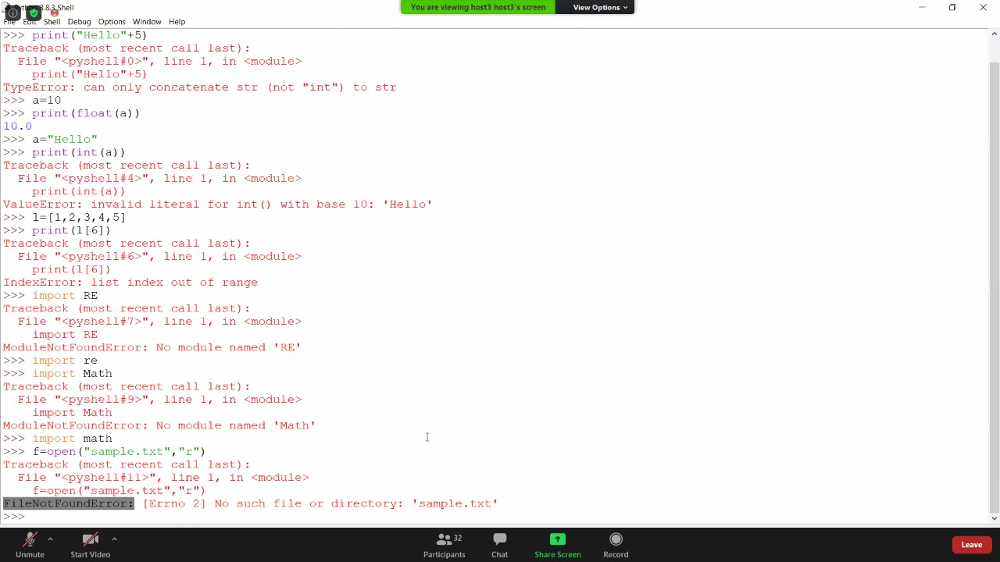 Python 3.8.3 Shell
You are viewing host3 host3's screen
View Options
File Edit Shell Debug Options Window Help
>>> print("Hello"+5)
Traceback (most recent call last):
  File "<pyshell#0>", line 1, in <module>
    print("Hello"+5)
TypeError: can only concatenate str (not "int") to str
>>> a=10
>>> print(float(a))
10.0
>>> a="Hello"
>>> print(int(a))
Traceback (most recent call last):
  File "<pyshell#4>", line 1, in <module>
    print(int(a))
ValueError: invalid literal for int() with base 10: 'Hello'
>>> l=[1,2,3,4,5]
>>> print(l[6])
Traceback (most recent call last):
  File "<pyshell#6>", line 1, in <module>
    print(l[6])
IndexError: list index out of range
>>> import RE
Traceback (most recent call last):
  File "<pyshell#7>", line 1, in <module>
    import RE
ModuleNotFoundError: No module named 'RE'
>>> import re
>>> import Math
Traceback (most recent call last):
  File "<pyshell#9>", line 1, in <module>
    import Math
ModuleNotFoundError: No module named 'Math'
>>> import math
>>> f=open("sample.txt","r")
Traceback (most recent call last):
  File "<pyshell#11>", line 1, in <module>
    f=open("sample.txt","r")
FileNotFoundError: [Errno 2] No such file or directory: 'sample.txt'
>>>
Unmute
Start Video
32
Participants
Chat
Share Screen
Record
Leave